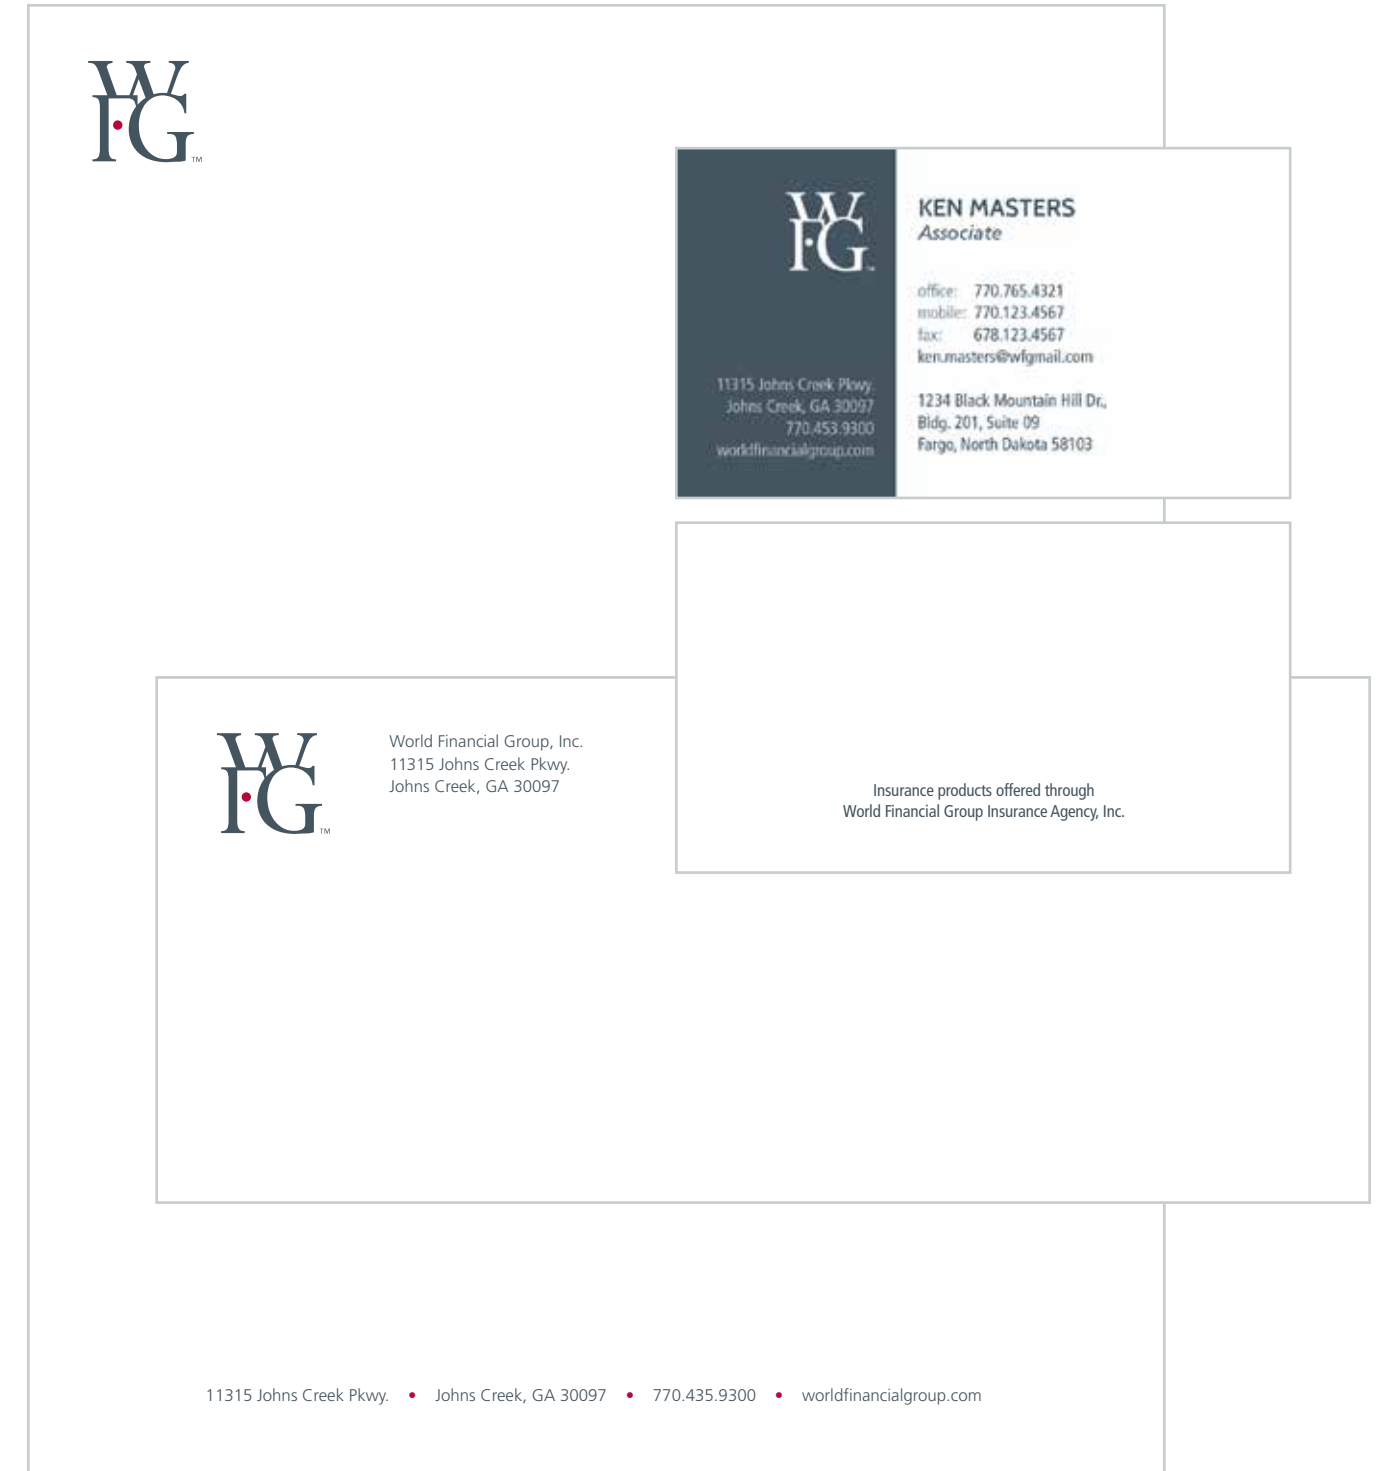 WFG™
WFG™
KEN MASTERS
Associate
office: 770.765.4321
mobile: 770.123.4567
fax: 678.123.4567
ken.masters@wfgmail.com
1234 Black Mountain Hill Dr.,
Bldg. 201, Suite 09
Fargo, North Dakota 58103
11315 Johns Creek Pkwy.
Johns Creek, GA 30097
770.453.9300
worldfinancialgroup.com
WFG™
World Financial Group, Inc.
11315 Johns Creek Pkwy.
Johns Creek, GA 30097
Insurance products offered through
World Financial Group Insurance Agency, Inc.
11315 Johns Creek Pkwy. • Johns Creek, GA 30097 • 770.435.9300 • worldfinancialgroup.com